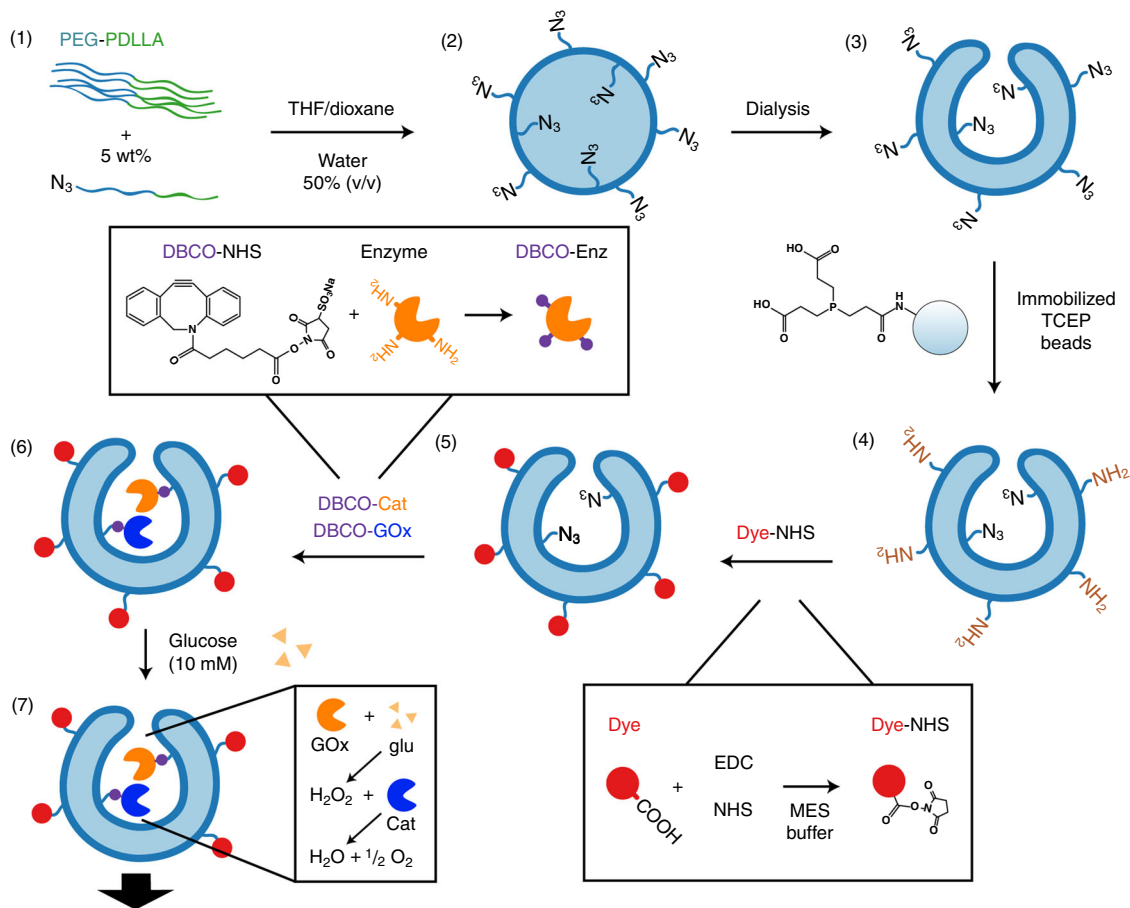 (1)
PEG-PDLLA
+
5 wt%
N₃
THF/dioxane
Water
50% (v/v)
(2)
N₃
N₃
N₃
N₃
N₃
N₃
N₃
N₃
N₃
Dialysis
(3)
N₃
N₃
N₃
N₃
N₃
N₃
N₃
DBCO-NHS
Enzyme
DBCO-Enz
N
O
O
O
N
O
O
SO₃Na
+
NH₂
NH₂
NH₂
HO
O
HO
O
P
O
H
N
Immobilized
TCEP
beads
(4)
NH₂
NH₂
NH₂
NH₂
NH₂
N₃
N₃
Dye-NHS
(5)
N₃
N₃
DBCO-Cat
DBCO-GOx
(6)
Glucose
(10 mM)
(7)
GOx
+
glu
H₂O₂ +
Cat
H₂O + ¹/₂ O₂
Dye
+
COOH
EDC
NHS
MES
buffer
Dye-NHS
O
O
N
O
O